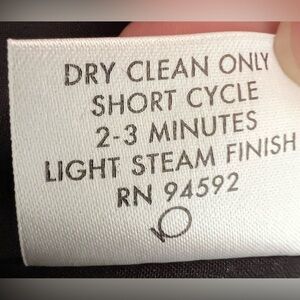 DRY CLEAN ONLY
SHORT CYCLE
2-3 MINUTES
LIGHT STEAM FINISH
RN 94592